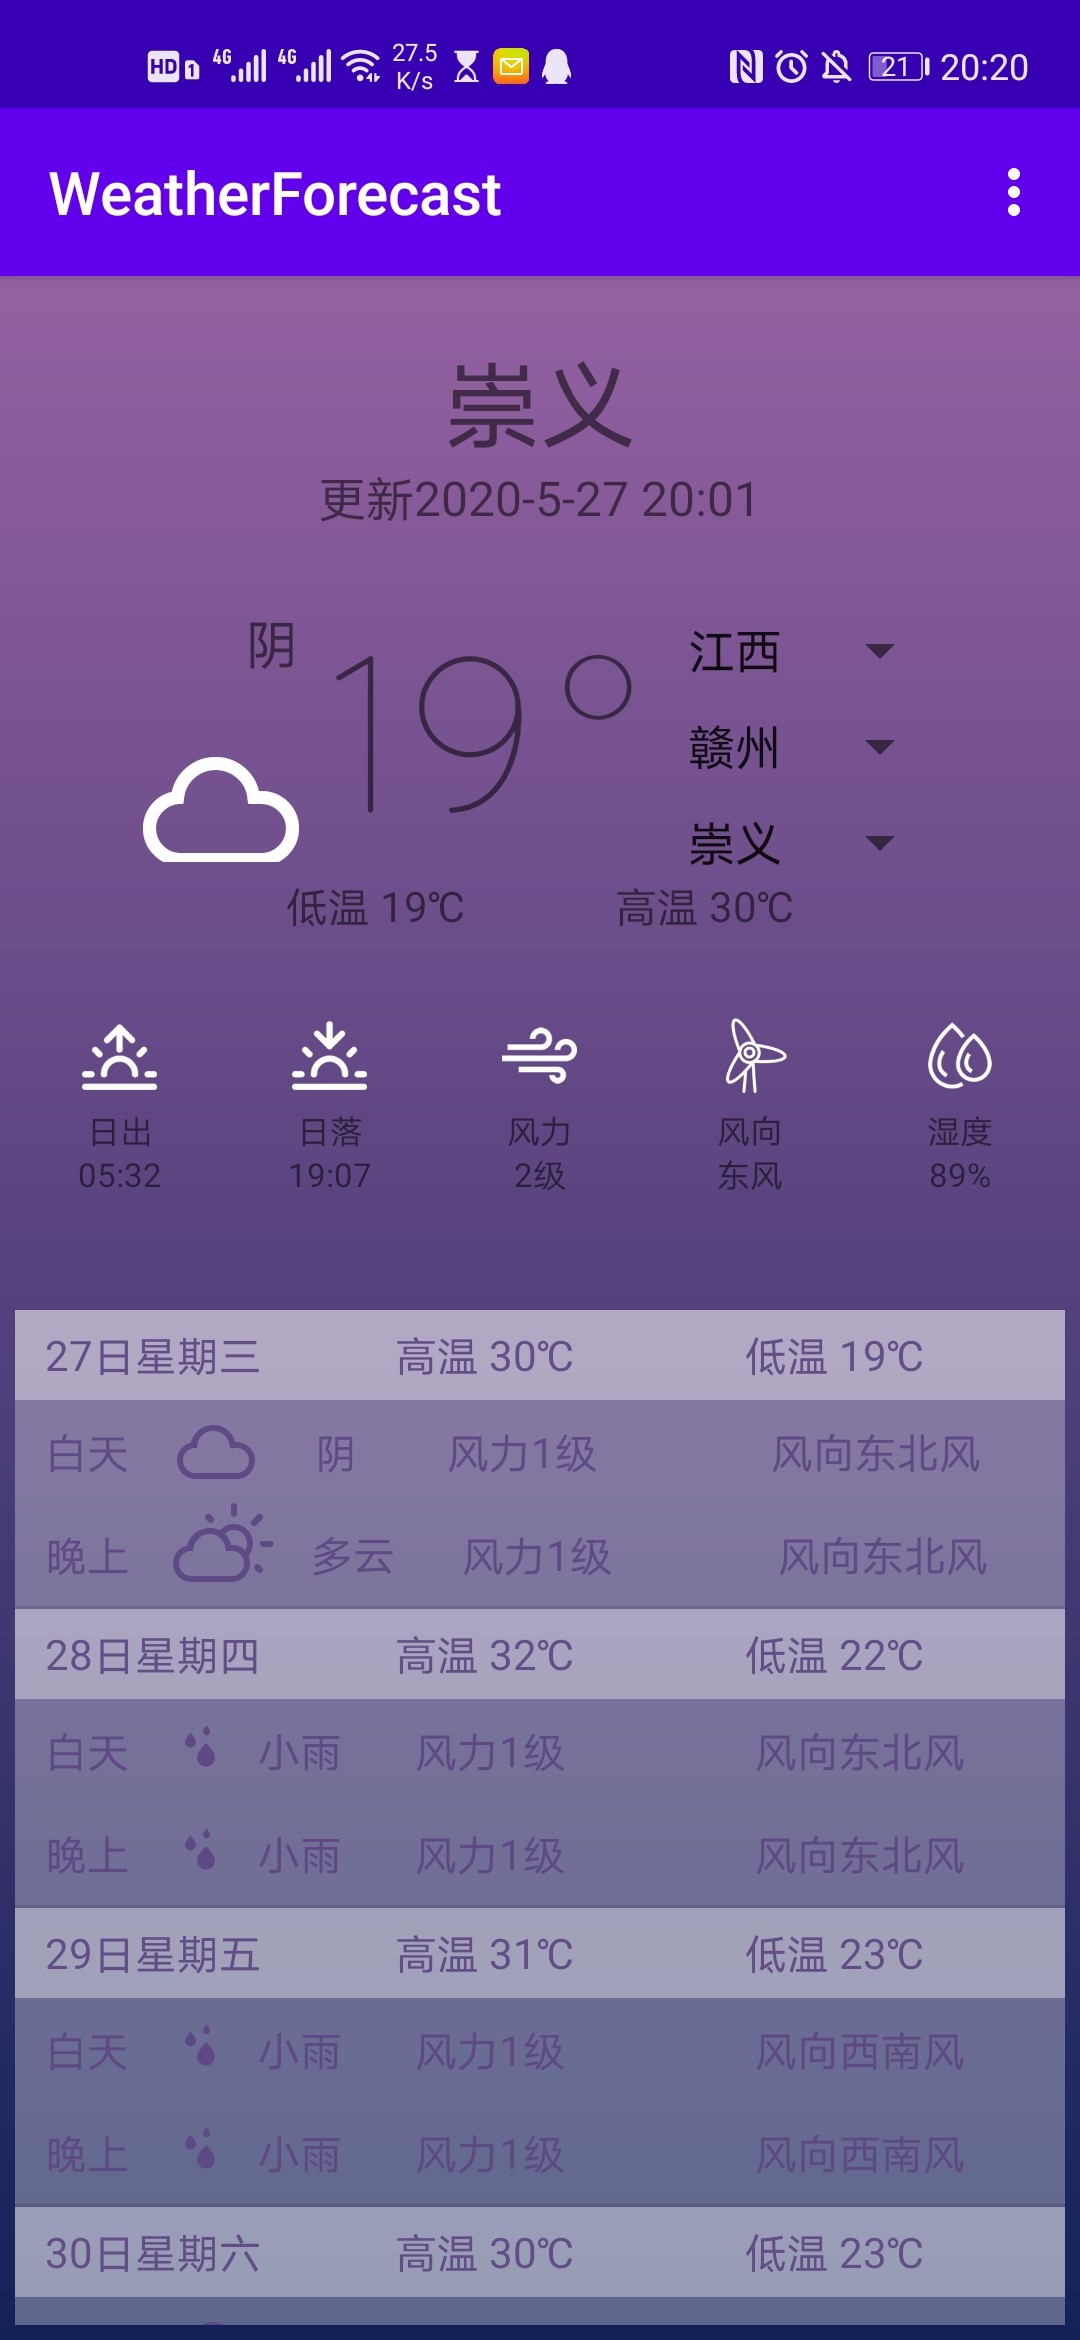 HD 1 4G 4G 27.5 K/s 21 20:20
WeatherForecast
崇义
更新2020-5-27 20:01
阴
19°
江西
赣州
崇义
低温 19℃ 高温 30℃
日出 日落 风力 风向 湿度
05:32 19:07 2级 东风 89%
27日星期三 高温 30℃ 低温 19℃
白天 阴 风力1级 风向东北风
晚上 多云 风力1级 风向东北风
28日星期四 高温 32℃ 低温 22℃
白天 小雨 风力1级 风向东北风
晚上 小雨 风力1级 风向东北风
29日星期五 高温 31℃ 低温 23℃
白天 小雨 风力1级 风向西南风
晚上 小雨 风力1级 风向西南风
30日星期六 高温 30℃ 低温 23℃